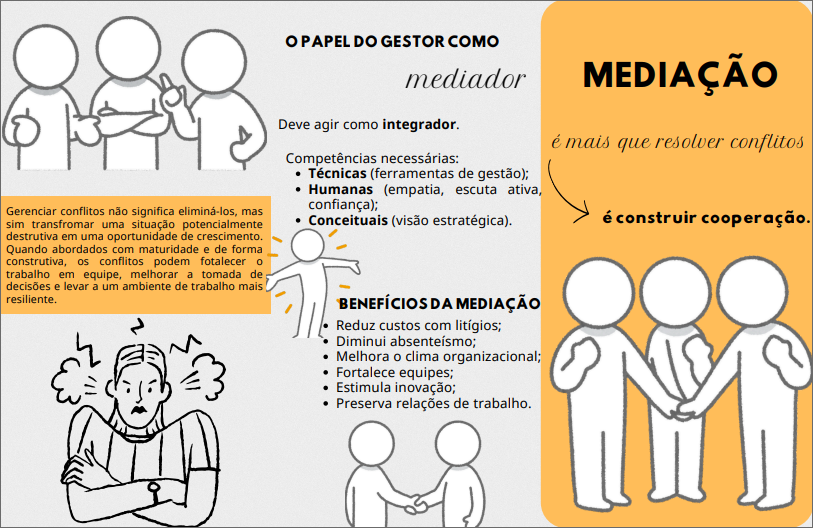 Gerenciar conflitos não significa eliminá-los, mas
sim transfromar uma situação potencialmente
destrutiva em uma oportunidade de crescimento.
Quando abordados com maturidade e de forma
construtiva, os conflitos podem fotalecer o
trabalho em equipe, melhorar a tomada de
decisões e levar a um ambiente de trabalho mais
resiliente.
O PAPEL DO GESTOR COMO
mediador
Deve agir como integrador.
Competências necessárias:
• Técnicas (ferramentas de gestão);
• Humanas (empatia, escuta ativa,
confiança);
• Conceituais (visão estratégica).
BENEFÍCIOS DA MEDIAÇÃO
• Reduz custos com litígios;
• Diminui absenteísmo;
• Melhora o clima organizacional;
• Fortalece equipes;
• Estimula inovação;
• Preserva relações de trabalho.
MEDIAÇÃO
é mais que resolver conflitos
é construir cooperação.